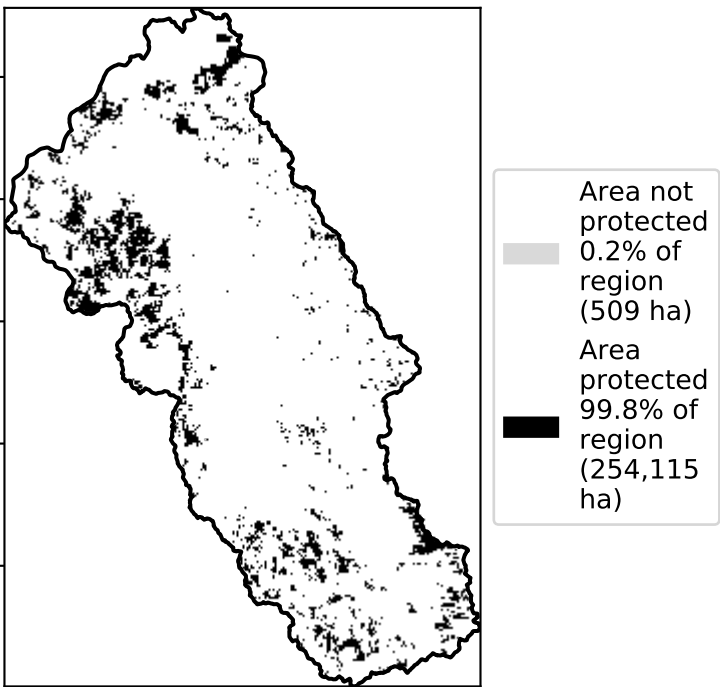 Area not
protected
0.2% of
region
(509 ha)
Area
protected
99.8% of
region
(254,115
ha)